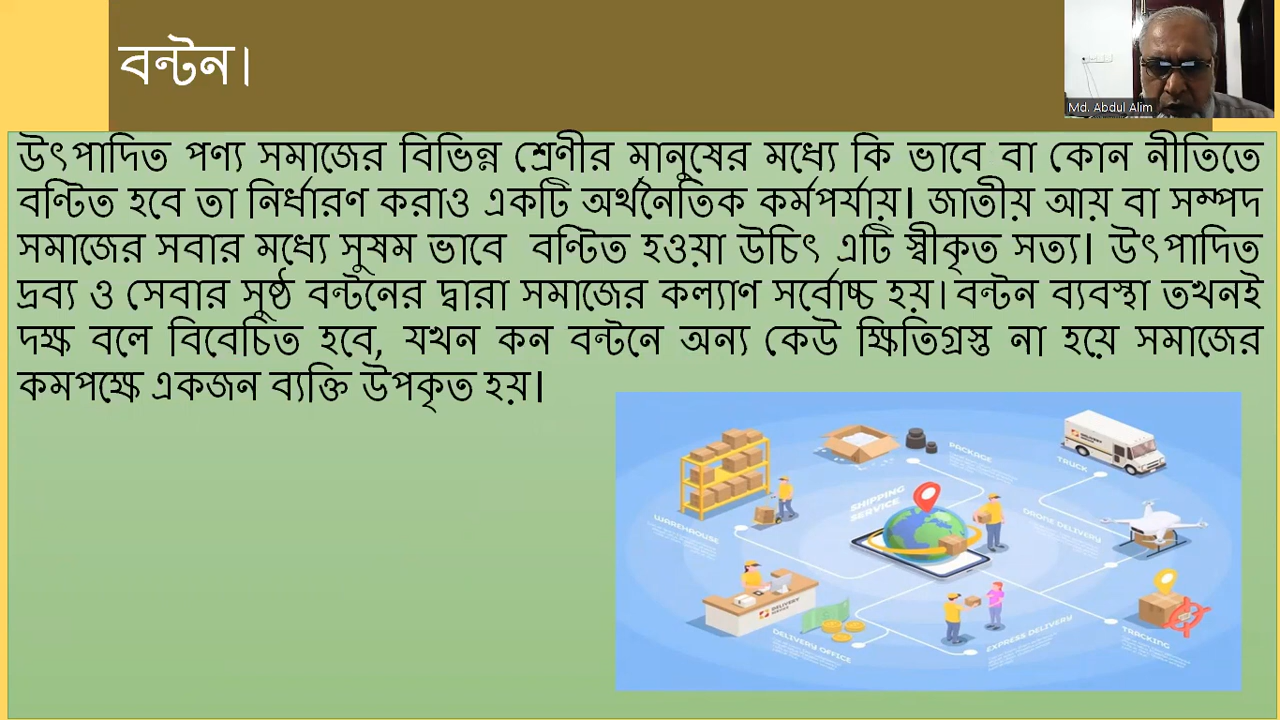 বন্টন।
Md. Abdul Alim
উৎপাদিত পণ্য সমাজের বিভিন্ন শ্রেণীর মানুষের মধ্যে কি ভাবে বা কোন নীতিতে
বণ্টিত হবে তা নির্ধারণ করাও একটি অর্থনৈতিক কর্মপর্যায়। জাতীয় আয় বা সম্পদ
সমাজের সবার মধ্যে সুষম ভাবে বণ্টিত হওয়া উচিৎ এটি স্বীকৃত সত্য। উৎপাদিত
দ্রব্য ও সেবার সুষ্ঠ বন্টনের দ্বারা সমাজের কল্যাণ সর্বোচ্চ হয়। বন্টন ব্যবস্থা তখনই
দক্ষ বলে বিবেচিত হবে, যখন কন বন্টনে অন্য কেউ ক্ষিতিগ্রস্ত না হয়ে সমাজের
কমপক্ষে একজন ব্যক্তি উপকৃত হয়।
PACKAGE
TRUCK
SHIPPING
SERVICE
WAREHOUSE
DRONE DELIVERY
DELIVERY OFFICE
EXPRESS DELIVERY
TRACKING